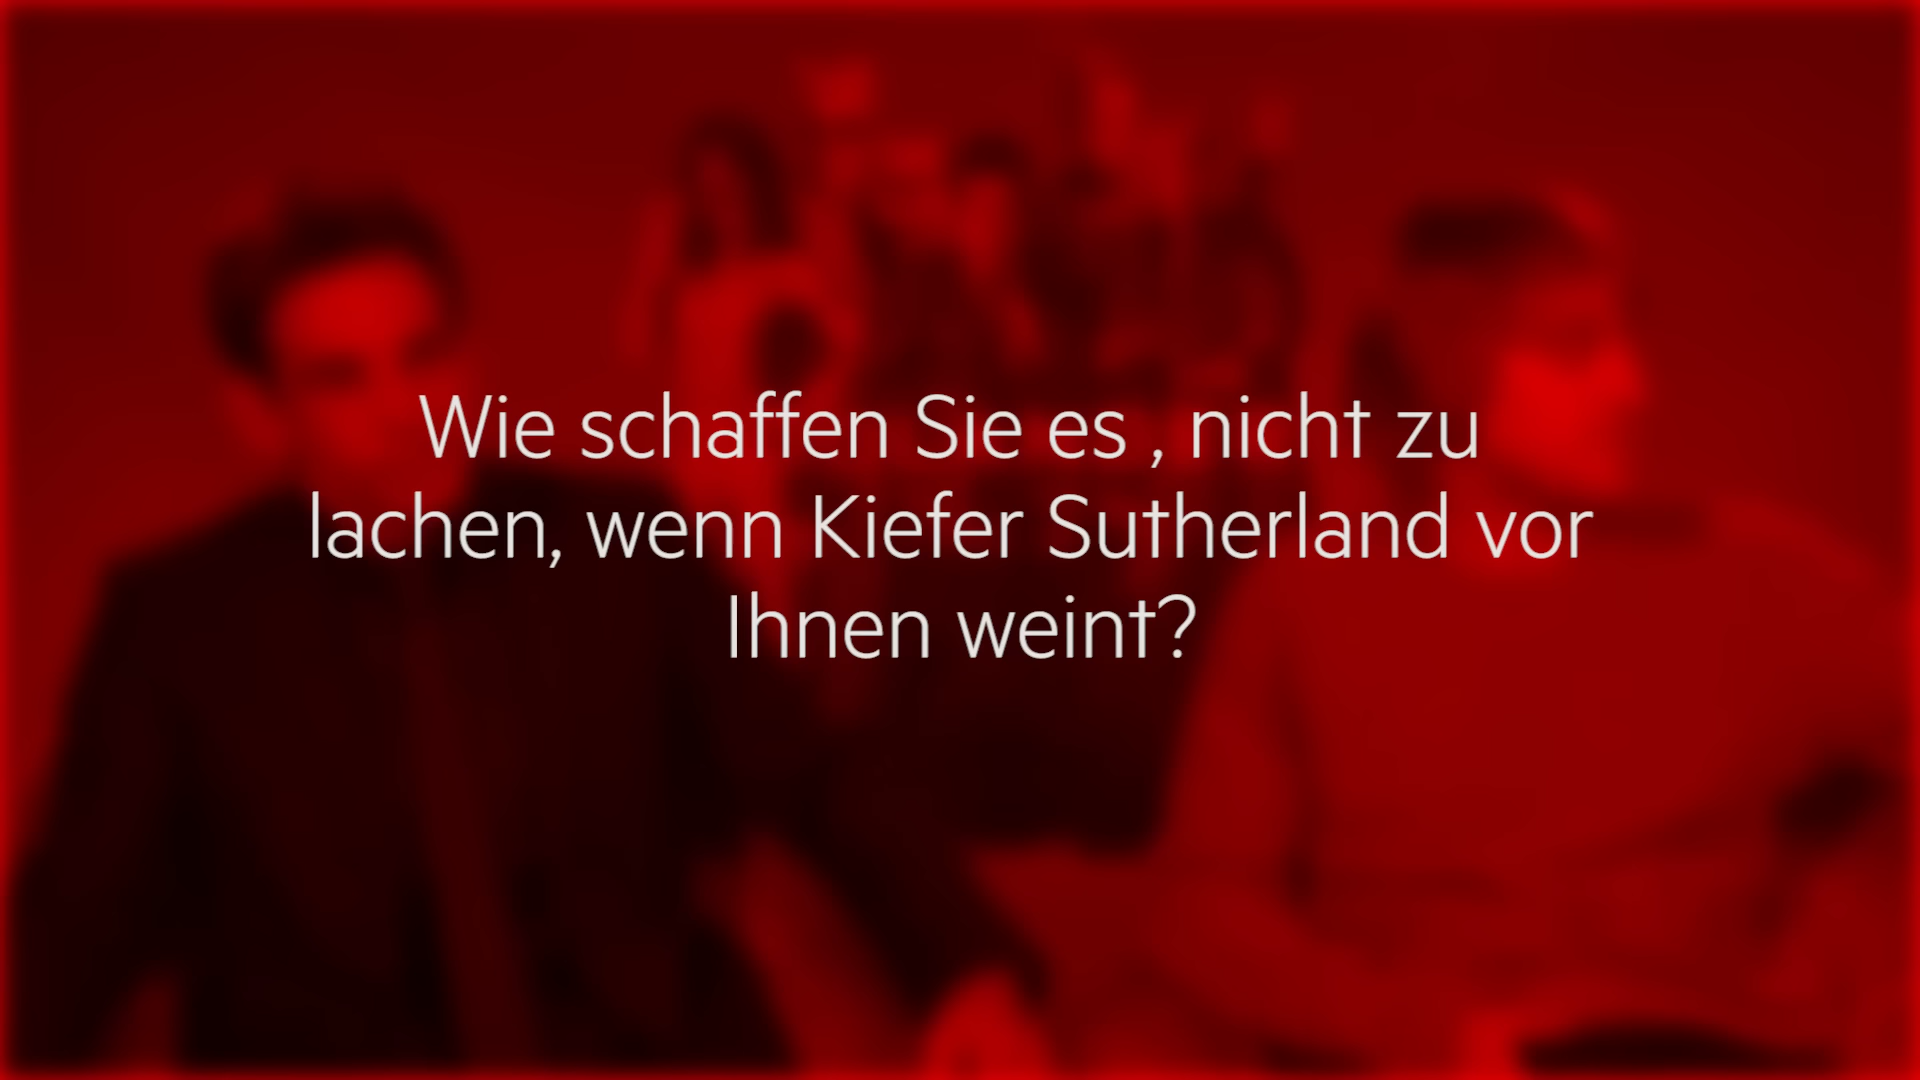 Wie schaffen Sie es , nicht zu
lachen, wenn Kiefer Sutherland vor
Ihnen weint?